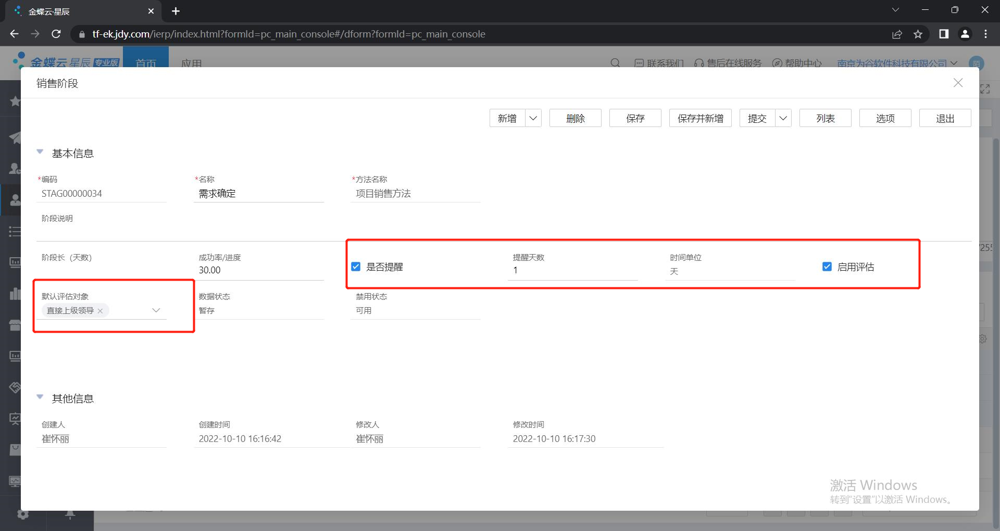 金蝶云·星辰
tf-ek.jdy.com/ierp/index.html?formId=pc_main_console#/dform?formId=pc_main_console
金蝶云 星辰 专业版 首页 应用 联系我们 售后在线服务 帮助中心 南京为谷软件科技有限公司 陌
销售阶段
新增 删除 保存 保存并新增 提交 列表 选项 退出
基本信息
*编码 *名称 *方法名称
STAG00000034 需求确定 项目销售方法
阶段说明
阶段长（天数） 成功率/进度 是否提醒 提醒天数 时间单位 启用评估
30.00 1 天
默认评估对象 数据状态 禁用状态
直接上级领导 暂存 可用
其他信息
创建人 创建时间 修改人 修改时间
崔怀丽 2022-10-10 16:16:42 崔怀丽 2022-10-10 16:17:30
激活 Windows
转到"设置"以激活 Windows。